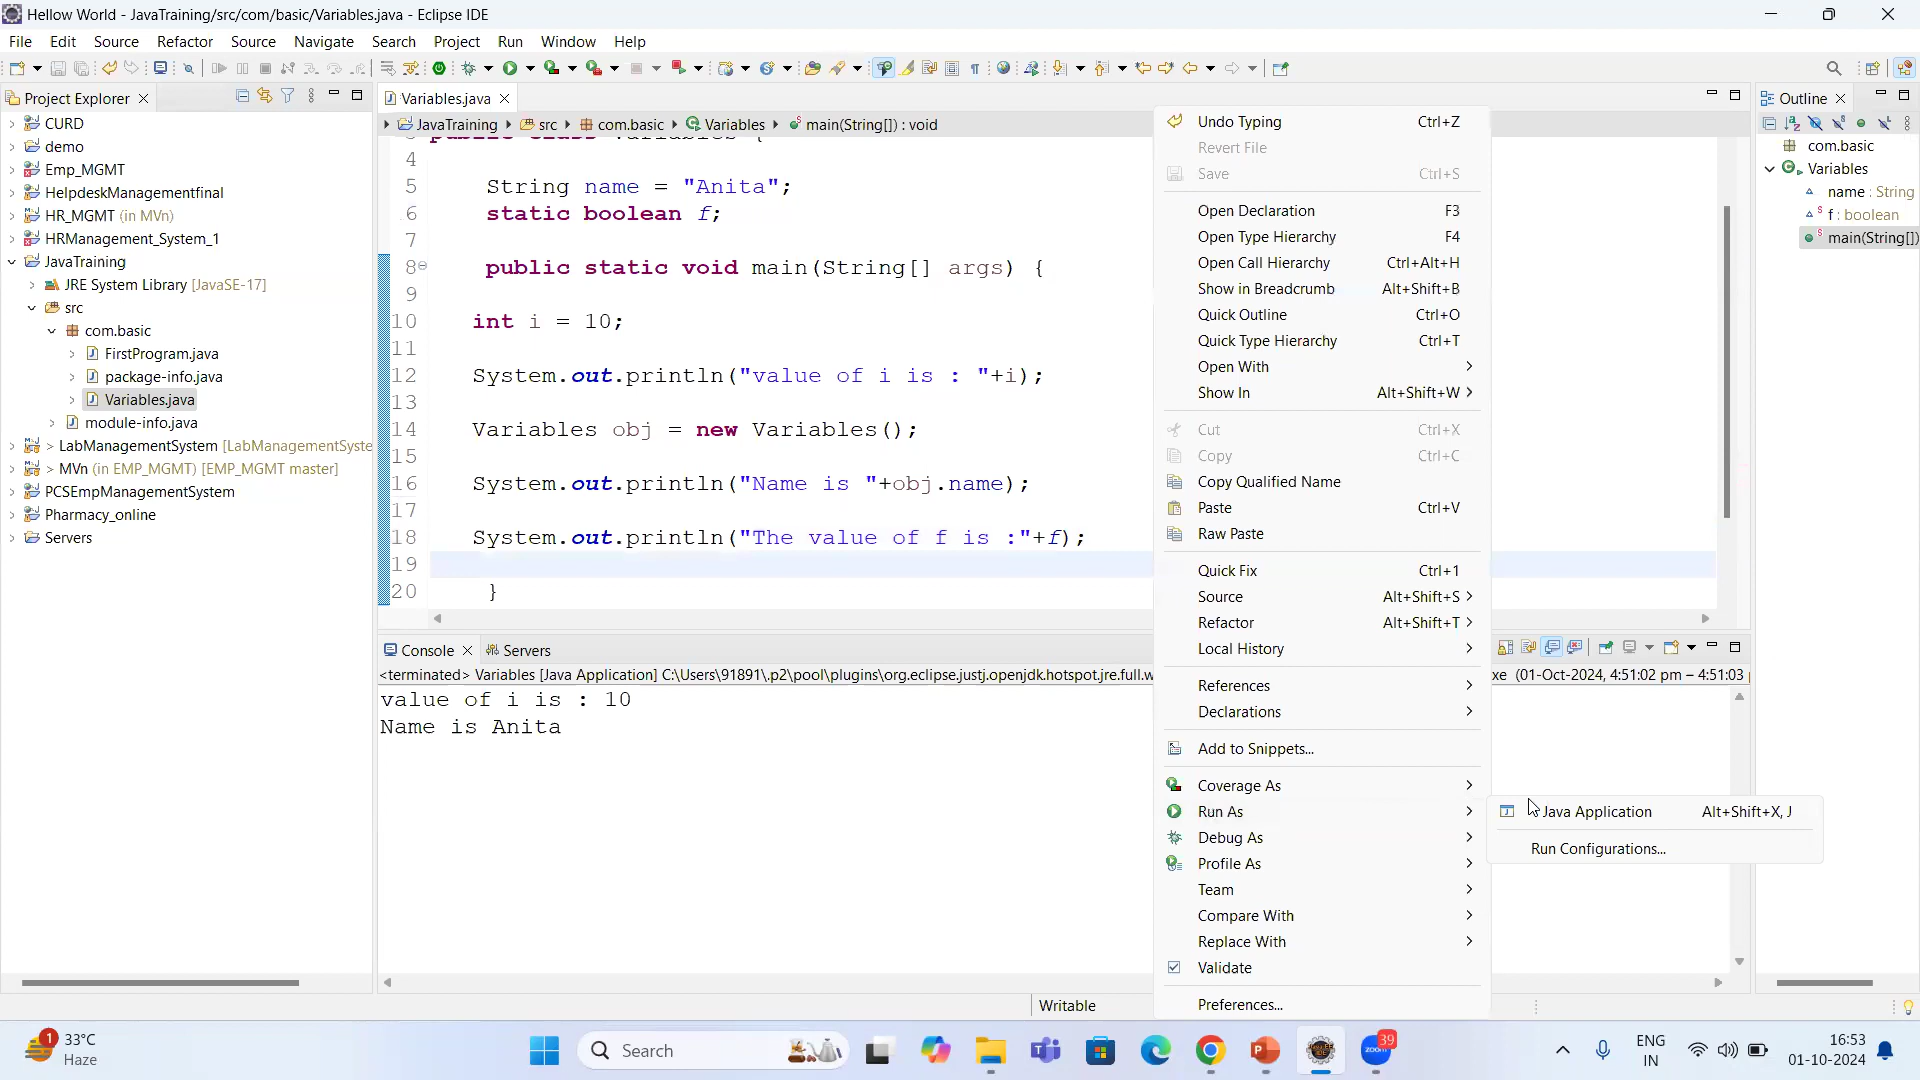 Hellow World - JavaTraining/src/com/basic/Variables.java - Eclipse IDE
File Edit Source Refactor Source Navigate Search Project Run Window Help
Project Explorer
CURD
demo
Emp_MGMT
HelpdeskManagementfinal
HR_MGMT (in MVn)
HRManagement_System_1
JavaTraining
JRE System Library [JavaSE-17]
src
com.basic
FirstProgram.java
package-info.java
Variables.java
module-info.java
> LabManagementSystem [LabManagementSyste
> MVn (in EMP_MGMT) [EMP_MGMT master]
PCSEmpManagementSystem
Pharmacy_online
Servers
Variables.java
JavaTraining src com.basic Variables main(String[]) : void
4
5 String name = "Anita";
6 static boolean f;
7
8 public static void main(String[] args) {
9
10 int i = 10;
11
12 System.out.println("value of i is : "+i);
13
14 Variables obj = new Variables();
15
16 System.out.println("Name is "+obj.name);
17
18 System.out.println("The value of f is :"+f);
19
20 }
Console Servers
<terminated> Variables [Java Application] C:\Users\91891\.p2\pool\plugins\org.eclipse.justj.openjdk.hotspot.jre.full.w
xe (01-Oct-2024, 4:51:02 pm – 4:51:03
value of i is : 10
Name is Anita
Undo Typing Ctrl+Z
Revert File
Save Ctrl+S
Open Declaration F3
Open Type Hierarchy F4
Open Call Hierarchy Ctrl+Alt+H
Show in Breadcrumb Alt+Shift+B
Quick Outline Ctrl+O
Quick Type Hierarchy Ctrl+T
Open With
Show In Alt+Shift+W
Cut Ctrl+X
Copy Ctrl+C
Copy Qualified Name
Paste Ctrl+V
Raw Paste
Quick Fix Ctrl+1
Source Alt+Shift+S
Refactor Alt+Shift+T
Local History
References
Declarations
Add to Snippets...
Coverage As
Run As
Debug As
Profile As
Team
Compare With
Replace With
Validate
Preferences...
Java Application Alt+Shift+X, J
Run Configurations...
Outline
com.basic
Variables
name : String
f : boolean
main(String[])
Writable
1
33°C
Haze
Search
39
zoom
ENG
IN
16:53
01-10-2024